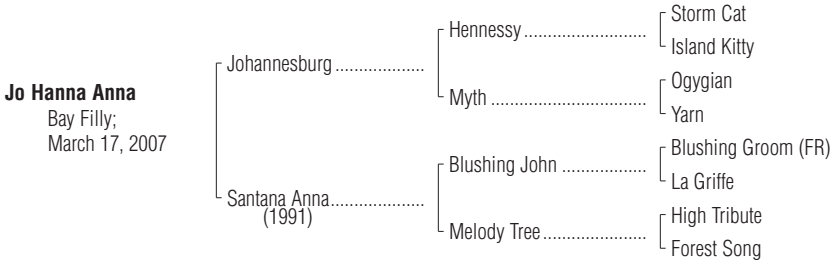 Storm Cat
Hennessy ..........................
Island Kitty
Johannesburg ...................
Ogygian
Myth .................................
Yarn
Jo Hanna Anna
Bay Filly;
March 17, 2007
Blushing Groom (FR)
Blushing John ..................
La Griffe
Santana Anna....................
(1991)
High Tribute
Melody Tree......................
Forest Song